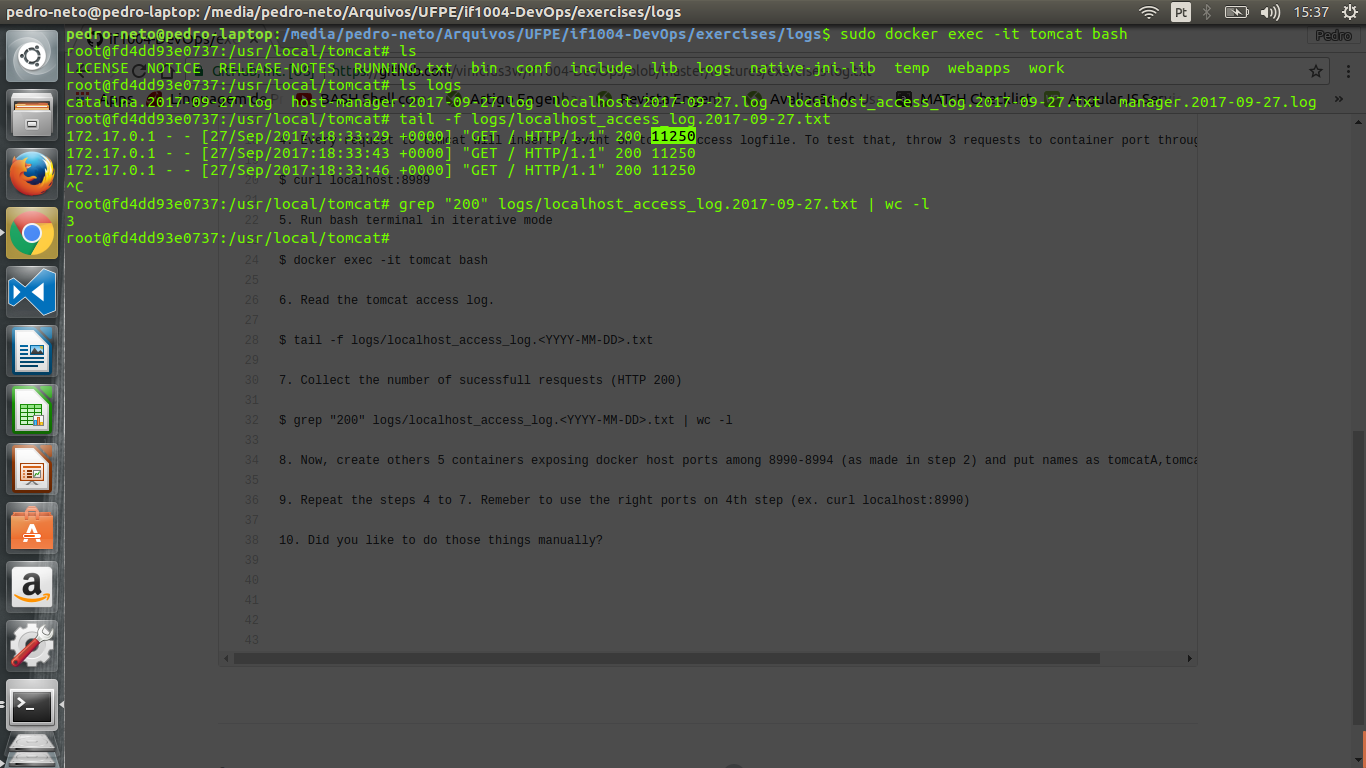 pedro-neto@pedro-laptop: /media/pedro-neto/Arquivos/UFPE/if1004-DevOps/exercises/logs
Pt
15:37
pedro-neto@pedro-laptop:/media/pedro-neto/Arquivos/UFPE/if1004-DevOps/exercises/logs$ sudo docker exec -it tomcat bash
Pedro
root@fd4dd93e0737:/usr/local/tomcat# ls
LICENSE  NOTICE  RELEASE-NOTES  RUNNING.txt  bin  conf  include  lib  logs  native-jni-lib  temp  webapps  work
root@fd4dd93e0737:/usr/local/tomcat# ls logs
catalina.2017-09-27.log  host-manager.2017-09-27.log  localhost.2017-09-27.log  localhost_access_log.2017-09-27.txt  manager.2017-09-27.log
root@fd4dd93e0737:/usr/local/tomcat# tail -f logs/localhost_access_log.2017-09-27.txt
172.17.0.1 - - [27/Sep/2017:18:33:29 +0000] "GET / HTTP/1.1" 200 11250
access logfile. To test that, throw 3 requests to container port throug
172.17.0.1 - - [27/Sep/2017:18:33:43 +0000] "GET / HTTP/1.1" 200 11250
172.17.0.1 - - [27/Sep/2017:18:33:46 +0000] "GET / HTTP/1.1" 200 11250
$ curl localhost:8989
^C
root@fd4dd93e0737:/usr/local/tomcat# grep "200" logs/localhost_access_log.2017-09-27.txt | wc -l
3
22 5. Run bash terminal in iterative mode
root@fd4dd93e0737:/usr/local/tomcat#
24 $ docker exec -it tomcat bash
25
26 6. Read the tomcat access log.
27
28 $ tail -f logs/localhost_access_log.<YYYY-MM-DD>.txt
29
30 7. Collect the number of sucessfull resquests (HTTP 200)
31
32 $ grep "200" logs/localhost_access_log.<YYYY-MM-DD>.txt | wc -l
33
34 8. Now, create others 5 containers exposing docker host ports among 8990-8994 (as made in step 2) and put names as tomcatA,tomca
35
36 9. Repeat the steps 4 to 7. Remeber to use the right ports on 4th step (ex. curl localhost:8990)
37
38 10. Did you like to do those things manually?
39
40
41
42
43